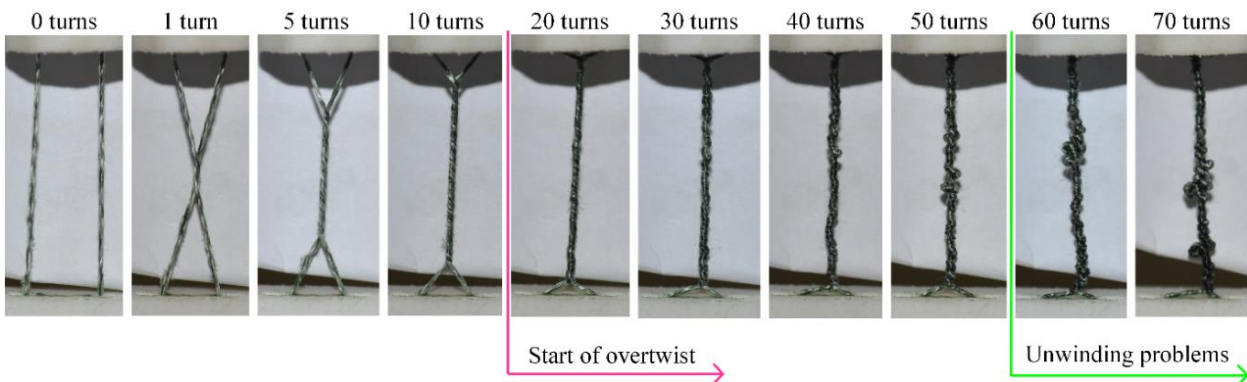 0 turns
1 turn
5 turns
10 turns
20 turns
30 turns
40 turns
50 turns
60 turns
70 turns
Start of overtwist
Unwinding problems